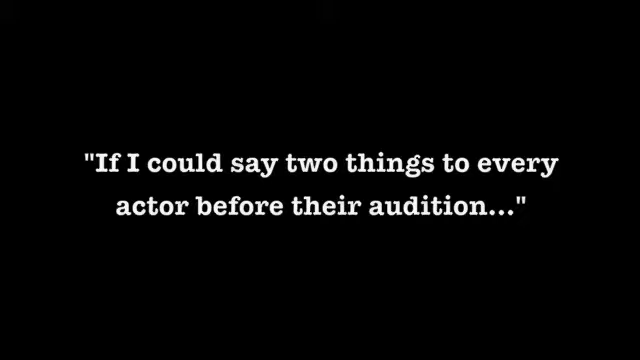 "If I could say two things to every
actor before their audition..."